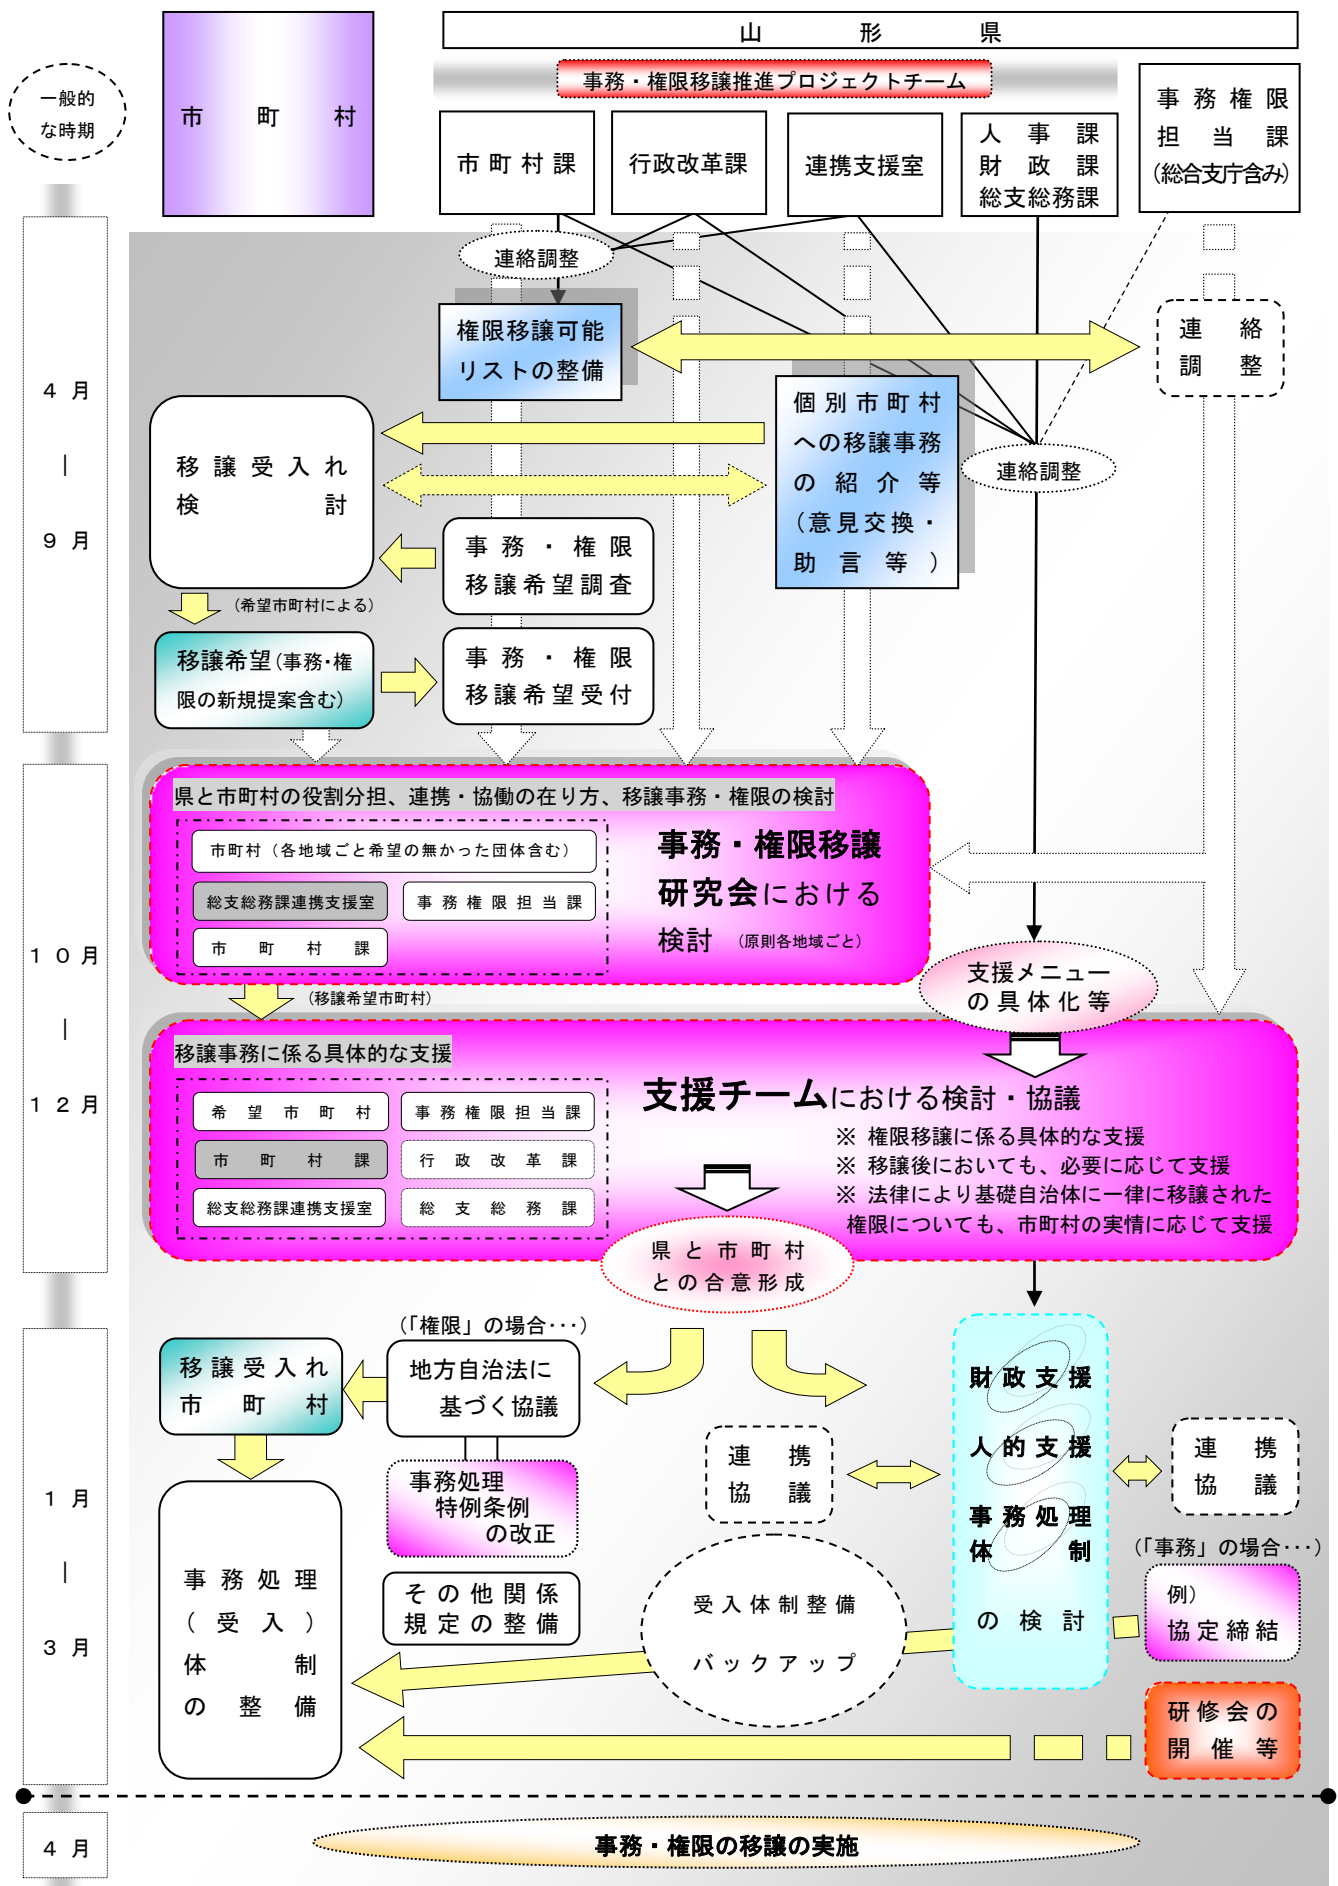 山形県
事務・権限移譲推進プロジェクトチーム
一般的
な時期
市町村
市町村課
行政改革課
連携支援室
人事課
財政課
総支総務課
事務権限
担当課
(総合支庁含み)
連絡調整
権限移譲可能
リストの整備
連絡
調整
4月
|
9月
個別市町村
への移譲事務
の紹介等
(意見交換・
助言等)
連絡調整
移譲受入れ
検討
事務・権限
移譲希望調査
(希望市町村による)
移譲希望(事務・権
限の新規提案含む)
事務・権限
移譲希望受付
10月
|
12月
県と市町村の役割分担、連携・協働の在り方、移譲事務・権限の検討
市町村(各地域ごと希望の無かった団体含む)
総支総務課連携支援室
事務権限担当課
市町村課
事務・権限移譲
研究会における
検討 (原則各地域ごと)
支援メニュー
の具体化等
(移譲希望市町村)
移譲事務に係る具体的な支援
希望市町村
事務権限担当課
市町村課
行政改革課
総支総務課連携支援室
総支総務課
支援チームにおける検討・協議
※ 権限移譲に係る具体的な支援
※ 移譲後においても、必要に応じて支援
※ 法律により基礎自治体に一律に移譲された
権限についても、市町村の実情に応じて支援
県と市町村
との合意形成
1月
|
3月
(「権限」の場合･･･)
移譲受入れ
市町村
地方自治法に
基づく協議
事務処理
特例条例
の改正
その他関係
規定の整備
事務処理
(受入)
体制
の整備
連携
協議
財政支援
人的支援
事務処理
体制
の検討
連携
協議
受入体制整備
バックアップ
(「事務」の場合･･･)
例)
協定締結
研修会の
開催等
4月
事務・権限の移譲の実施